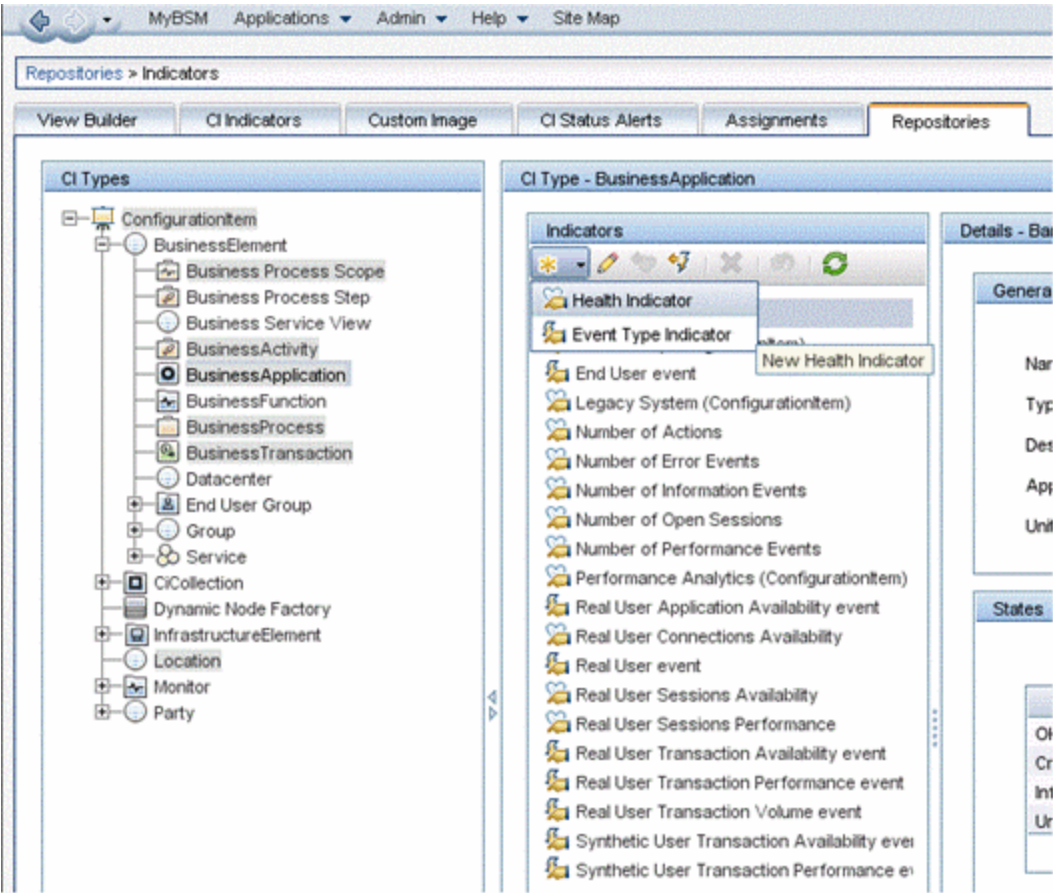 MyBSM Applications Admin Help Site Map
Repositories > Indicators
View Builder CI Indicators Custom Image CI Status Alerts Assignments Repositories
CI Types
ConfigurationItem
BusinessElement
Business Process Scope
Business Process Step
Business Service View
BusinessActivity
BusinessApplication
BusinessFunction
BusinessProcess
BusinessTransaction
Datacenter
End User Group
Group
Service
CiCollection
Dynamic Node Factory
InfrastructureElement
Location
Monitor
Party
CI Type - BusinessApplication
Indicators
Health Indicator
Event Type Indicator
New Health Indicator
End User event
Legacy System (ConfigurationItem)
Number of Actions
Number of Error Events
Number of Information Events
Number of Open Sessions
Number of Performance Events
Performance Analytics (ConfigurationItem)
Real User Application Availability event
Real User Connections Availability
Real User event
Real User Sessions Availability
Real User Sessions Performance
Real User Transaction Availability event
Real User Transaction Performance event
Real User Transaction Volume event
Synthetic User Transaction Availability eve
Synthetic User Transaction Performance e
Details - Ba
Genera
Nar
Typ
Des
App
Unit
States
Cr
Int